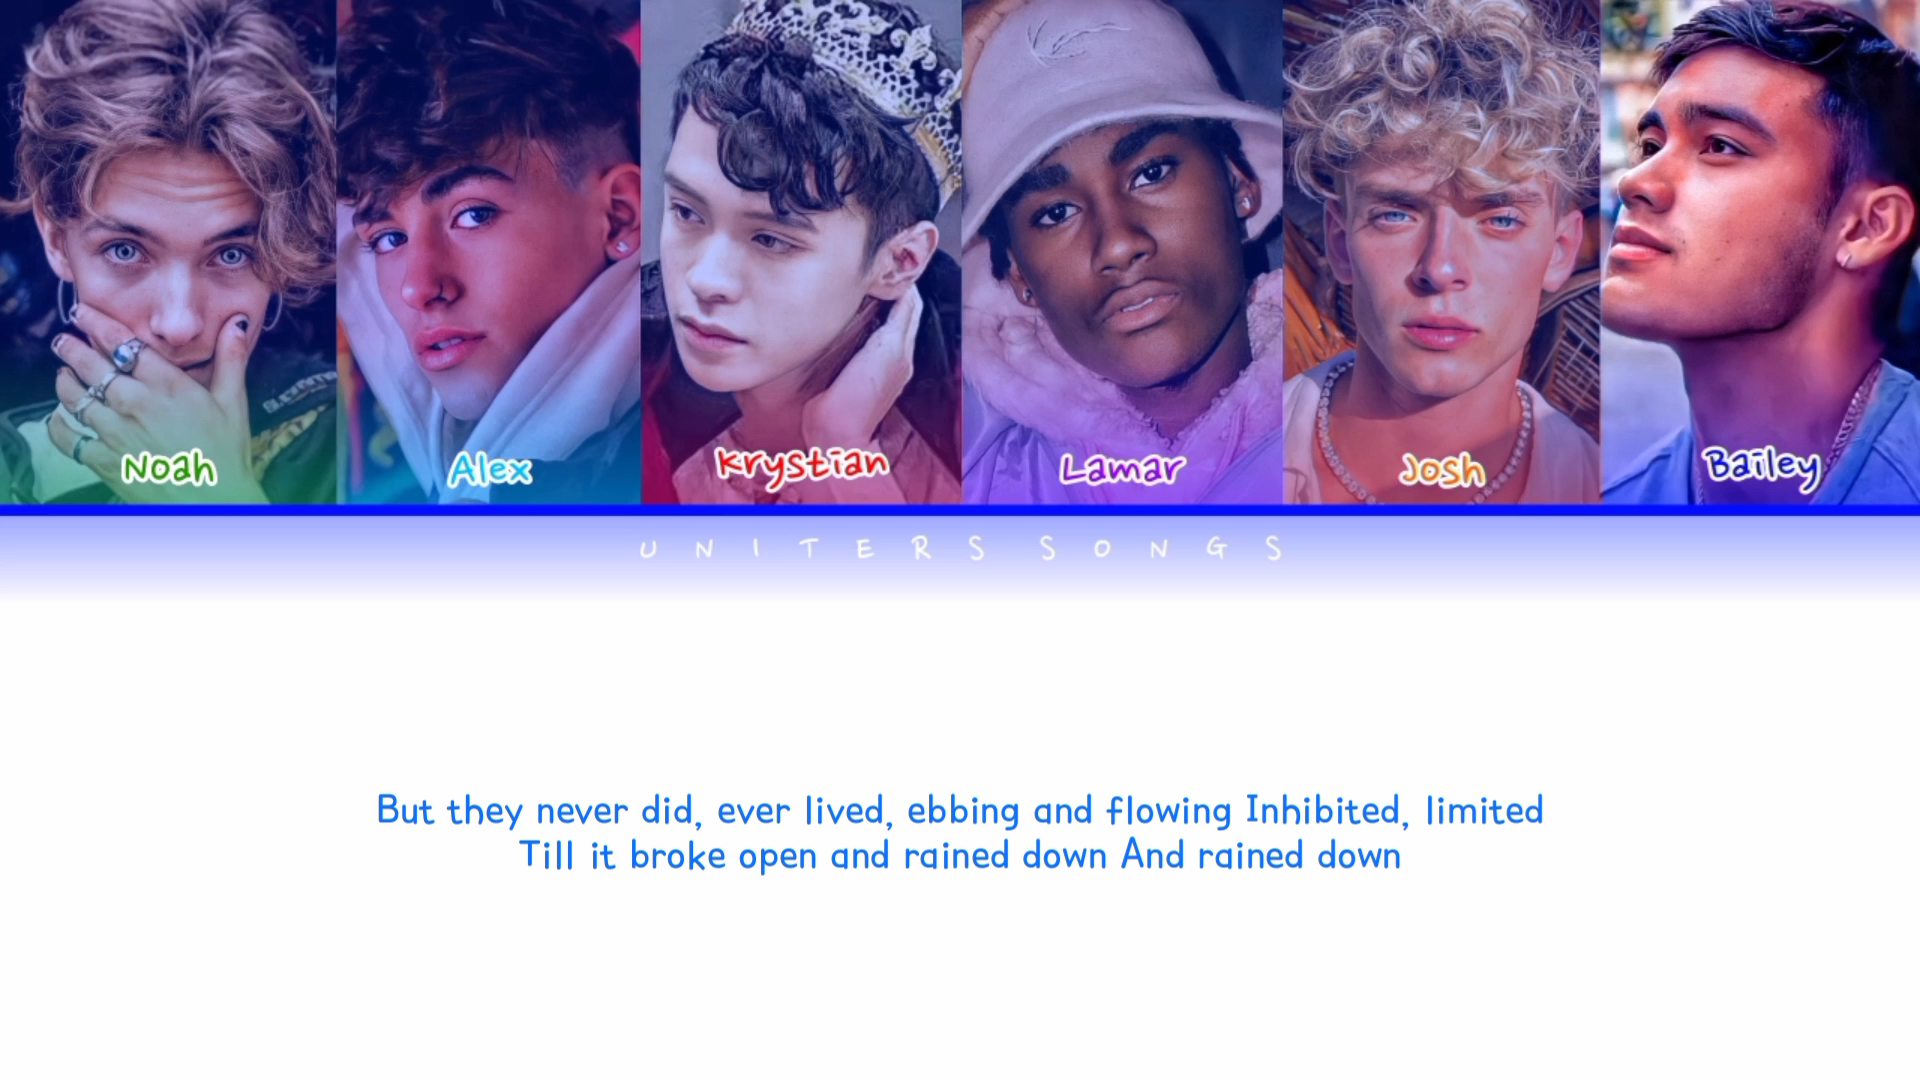 Noah
Alex
Krystian
Lamar
Josh
Bailey
UNITERS SONGS
But they never did, ever lived, ebbing and flowing Inhibited, limited
Till it broke open and rained down And rained down